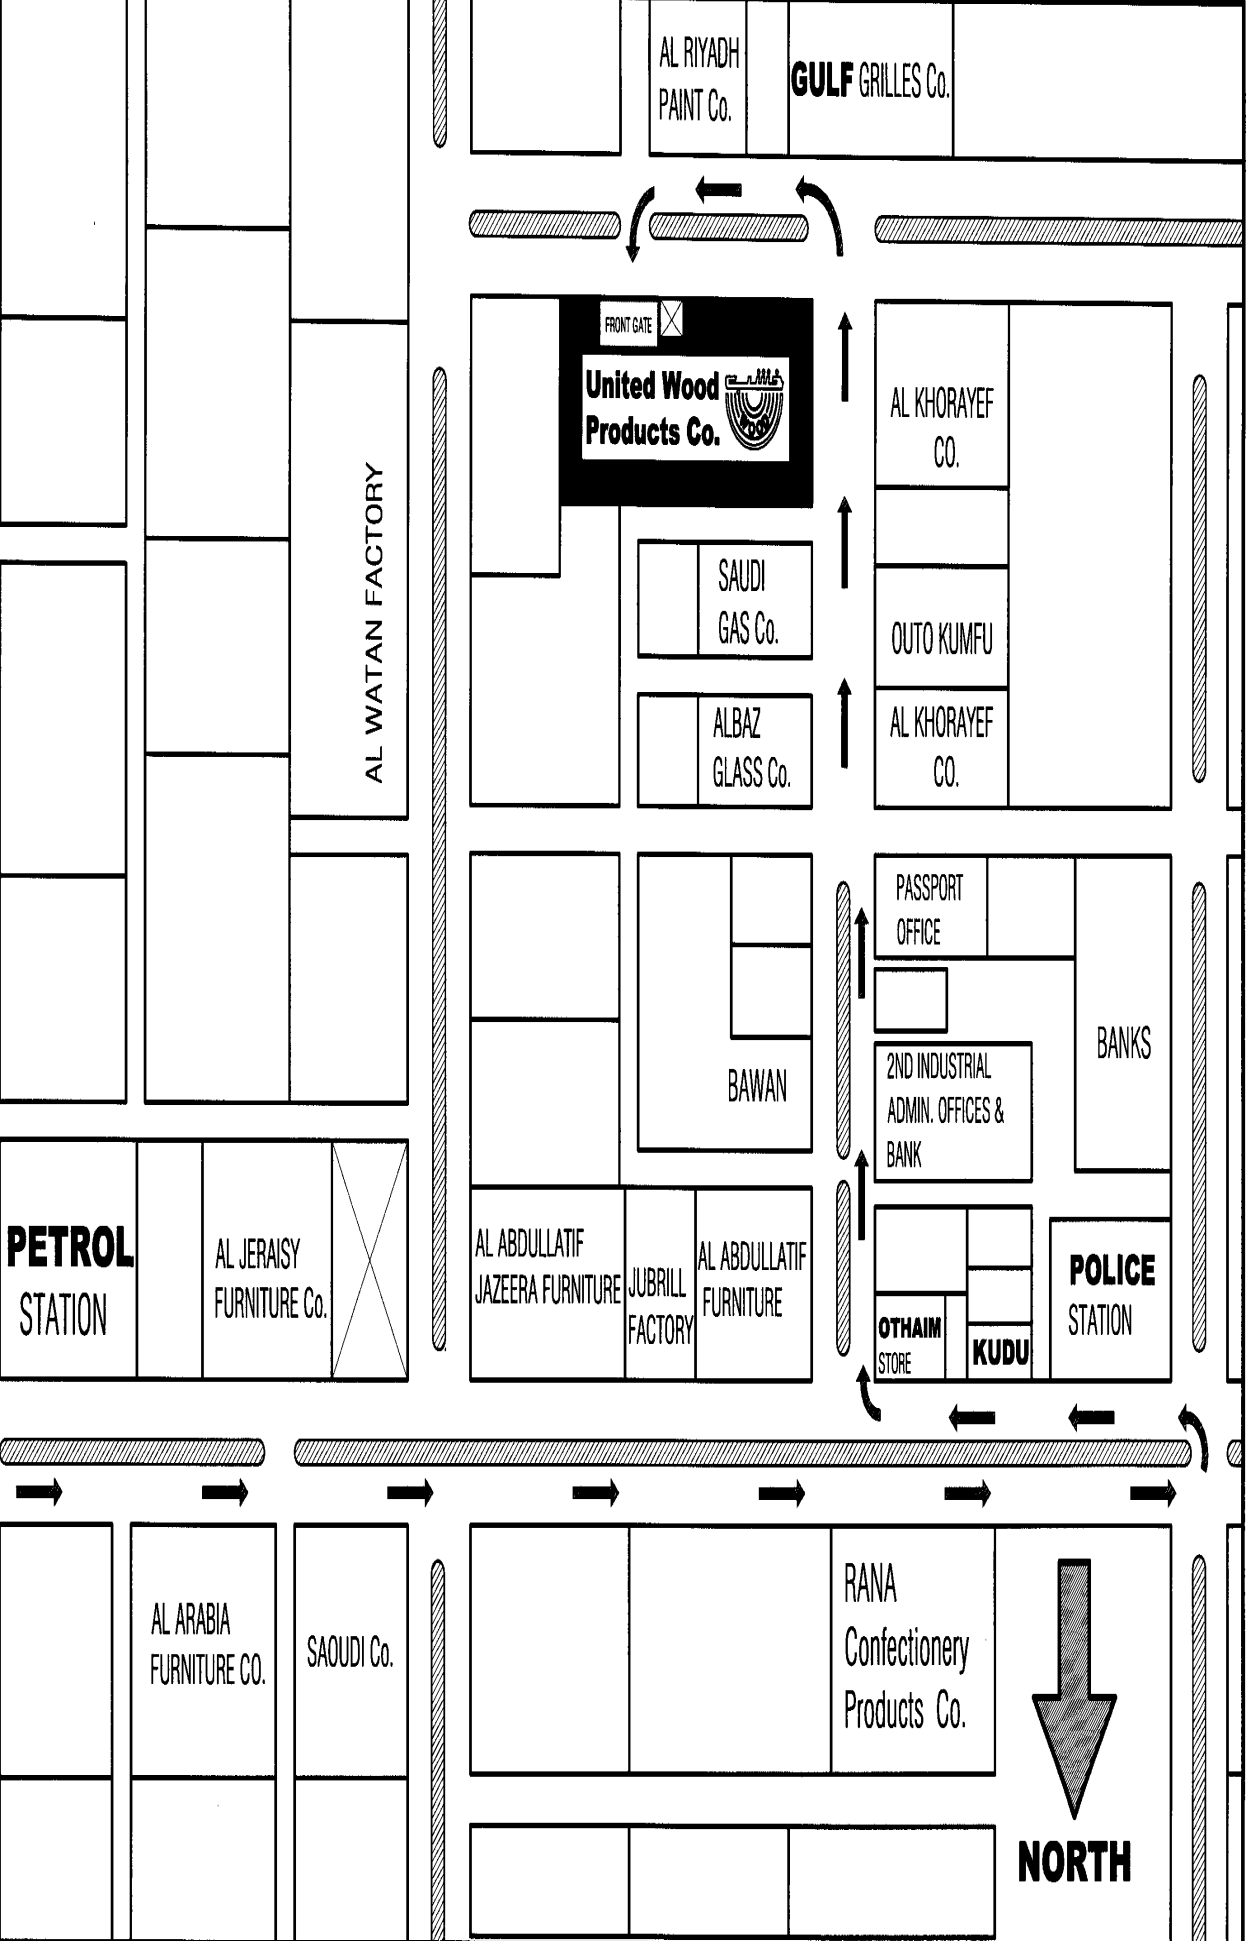 AL RIYADH
PAINT Co.
GULF GRILLES Co.
FRONT GATE
United Wood
Products Co.
WOOD
AL KHORAYEF
CO.
AL WATAN FACTORY
SAUDI
GAS Co.
OUTO KUMFU
ALBAZ
GLASS Co.
AL KHORAYEF
CO.
PASSPORT
OFFICE
BANKS
BAWAN
2ND INDUSTRIAL
ADMIN. OFFICES &
BANK
PETROL
STATION
AL JERAISY
FURNITURE Co.
AL ABDULLATIF
JAZEERA FURNITURE
JUBRILL
FACTORY
AL ABDULLATIF
FURNITURE
OTHAIM
STORE
KUDU
POLICE
STATION
AL ARABIA
FURNITURE CO.
SAOUDI Co.
RANA
Confectionery
Products Co.
NORTH